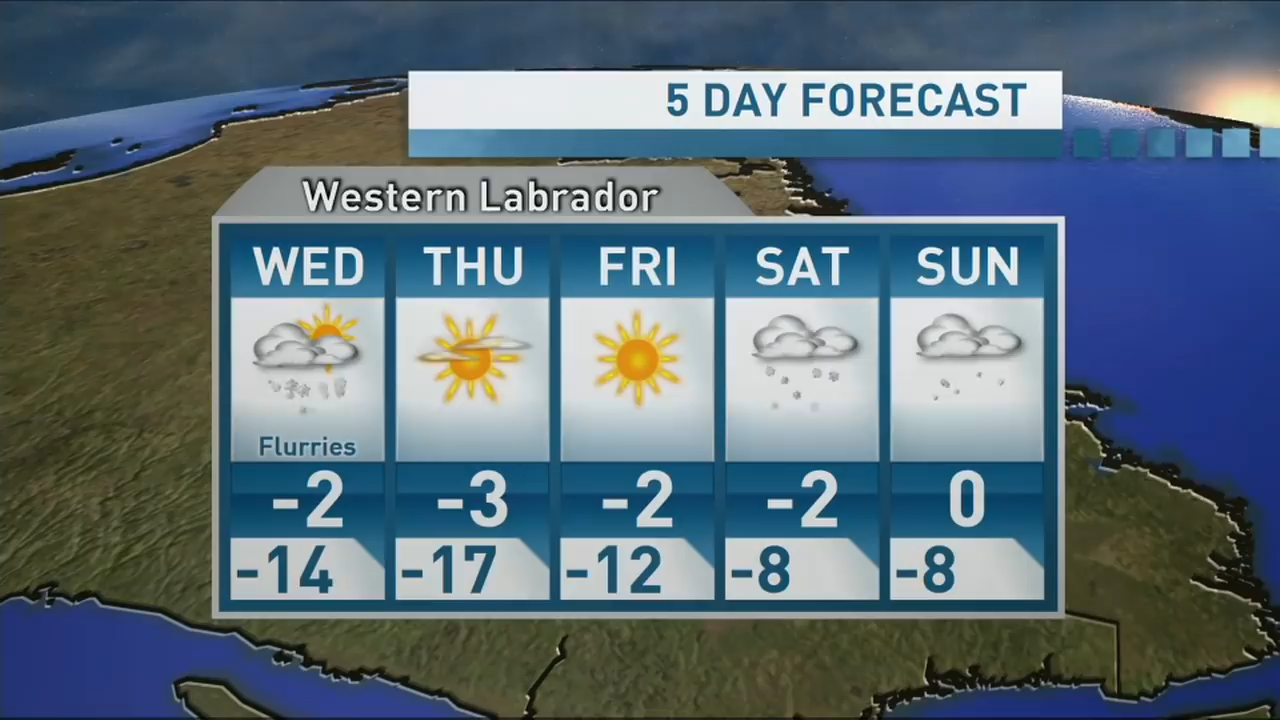 5 DAY FORECAST
Western Labrador
WED THU FRI SAT SUN
Flurries
-2 -3 -2 -2 0
-14 -17 -12 -8 -8